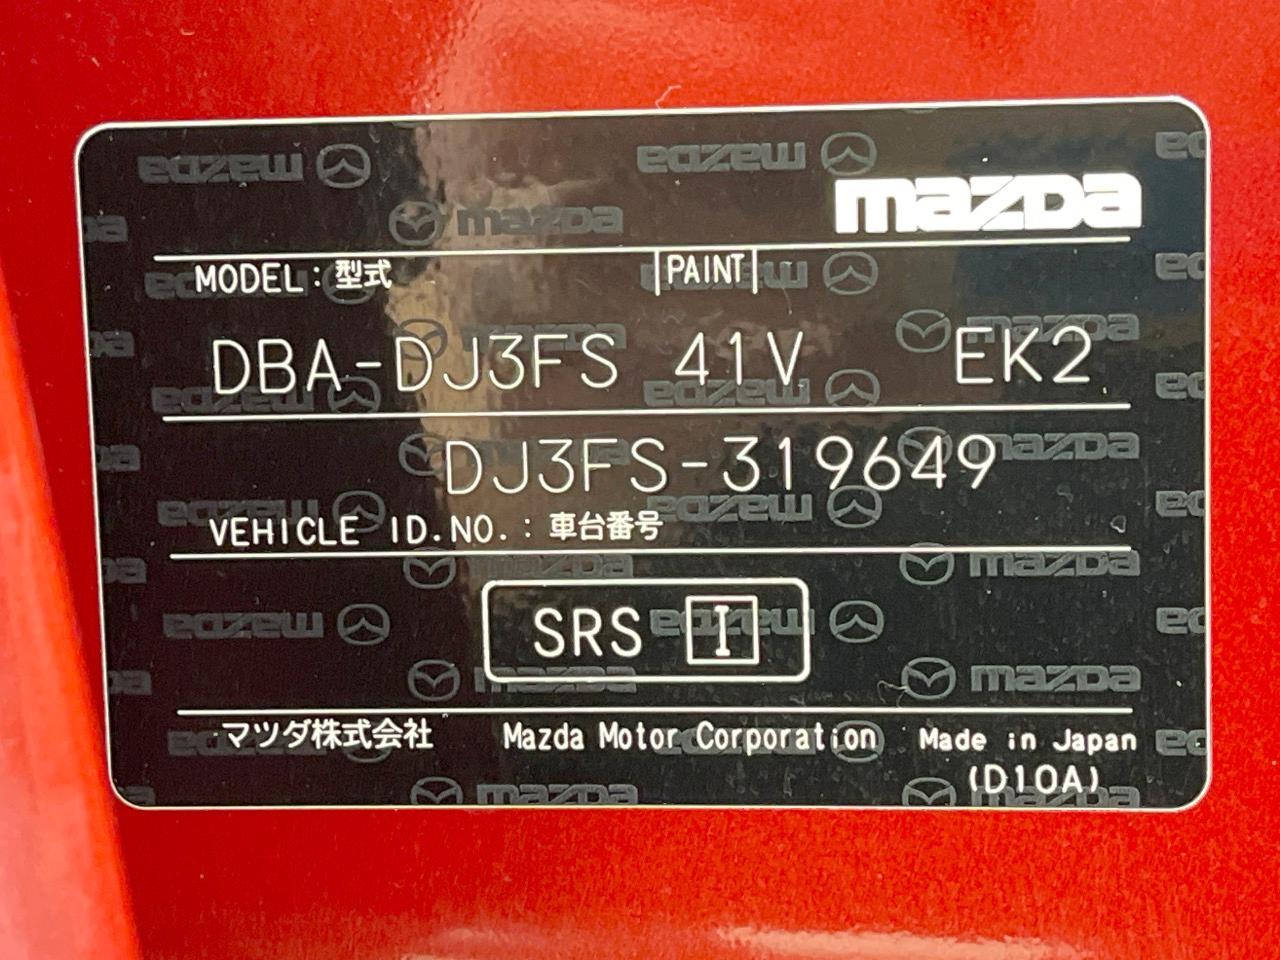 mazda
MODEL: 型式 PAINT
DBA-DJ3FS 41V EK2
DJ3FS-319649
VEHICLE ID.NO.: 車台番号
SRS I
マツダ株式会社 Mazda Motor Corporation Made in Japan
(D10A)